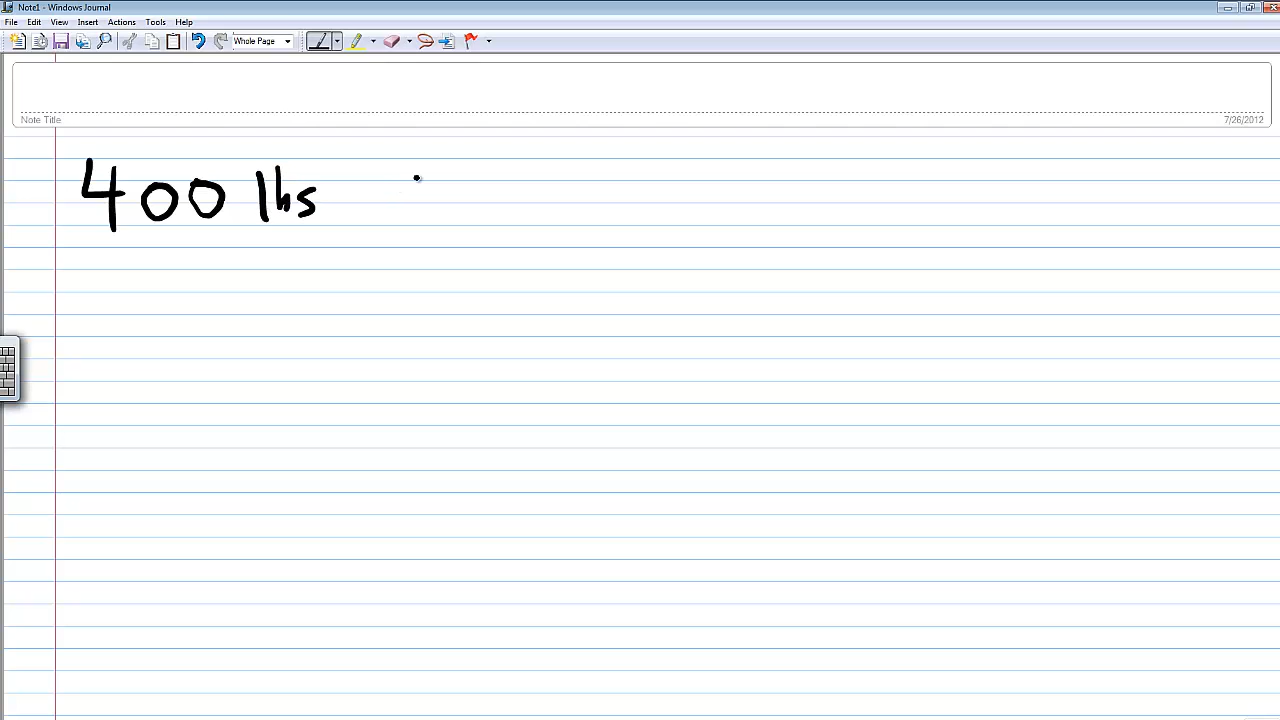 Note1 - Windows Journal
File Edit View Insert Actions Tools Help
Whole Page
Note Title 7/26/2012
400 lbs